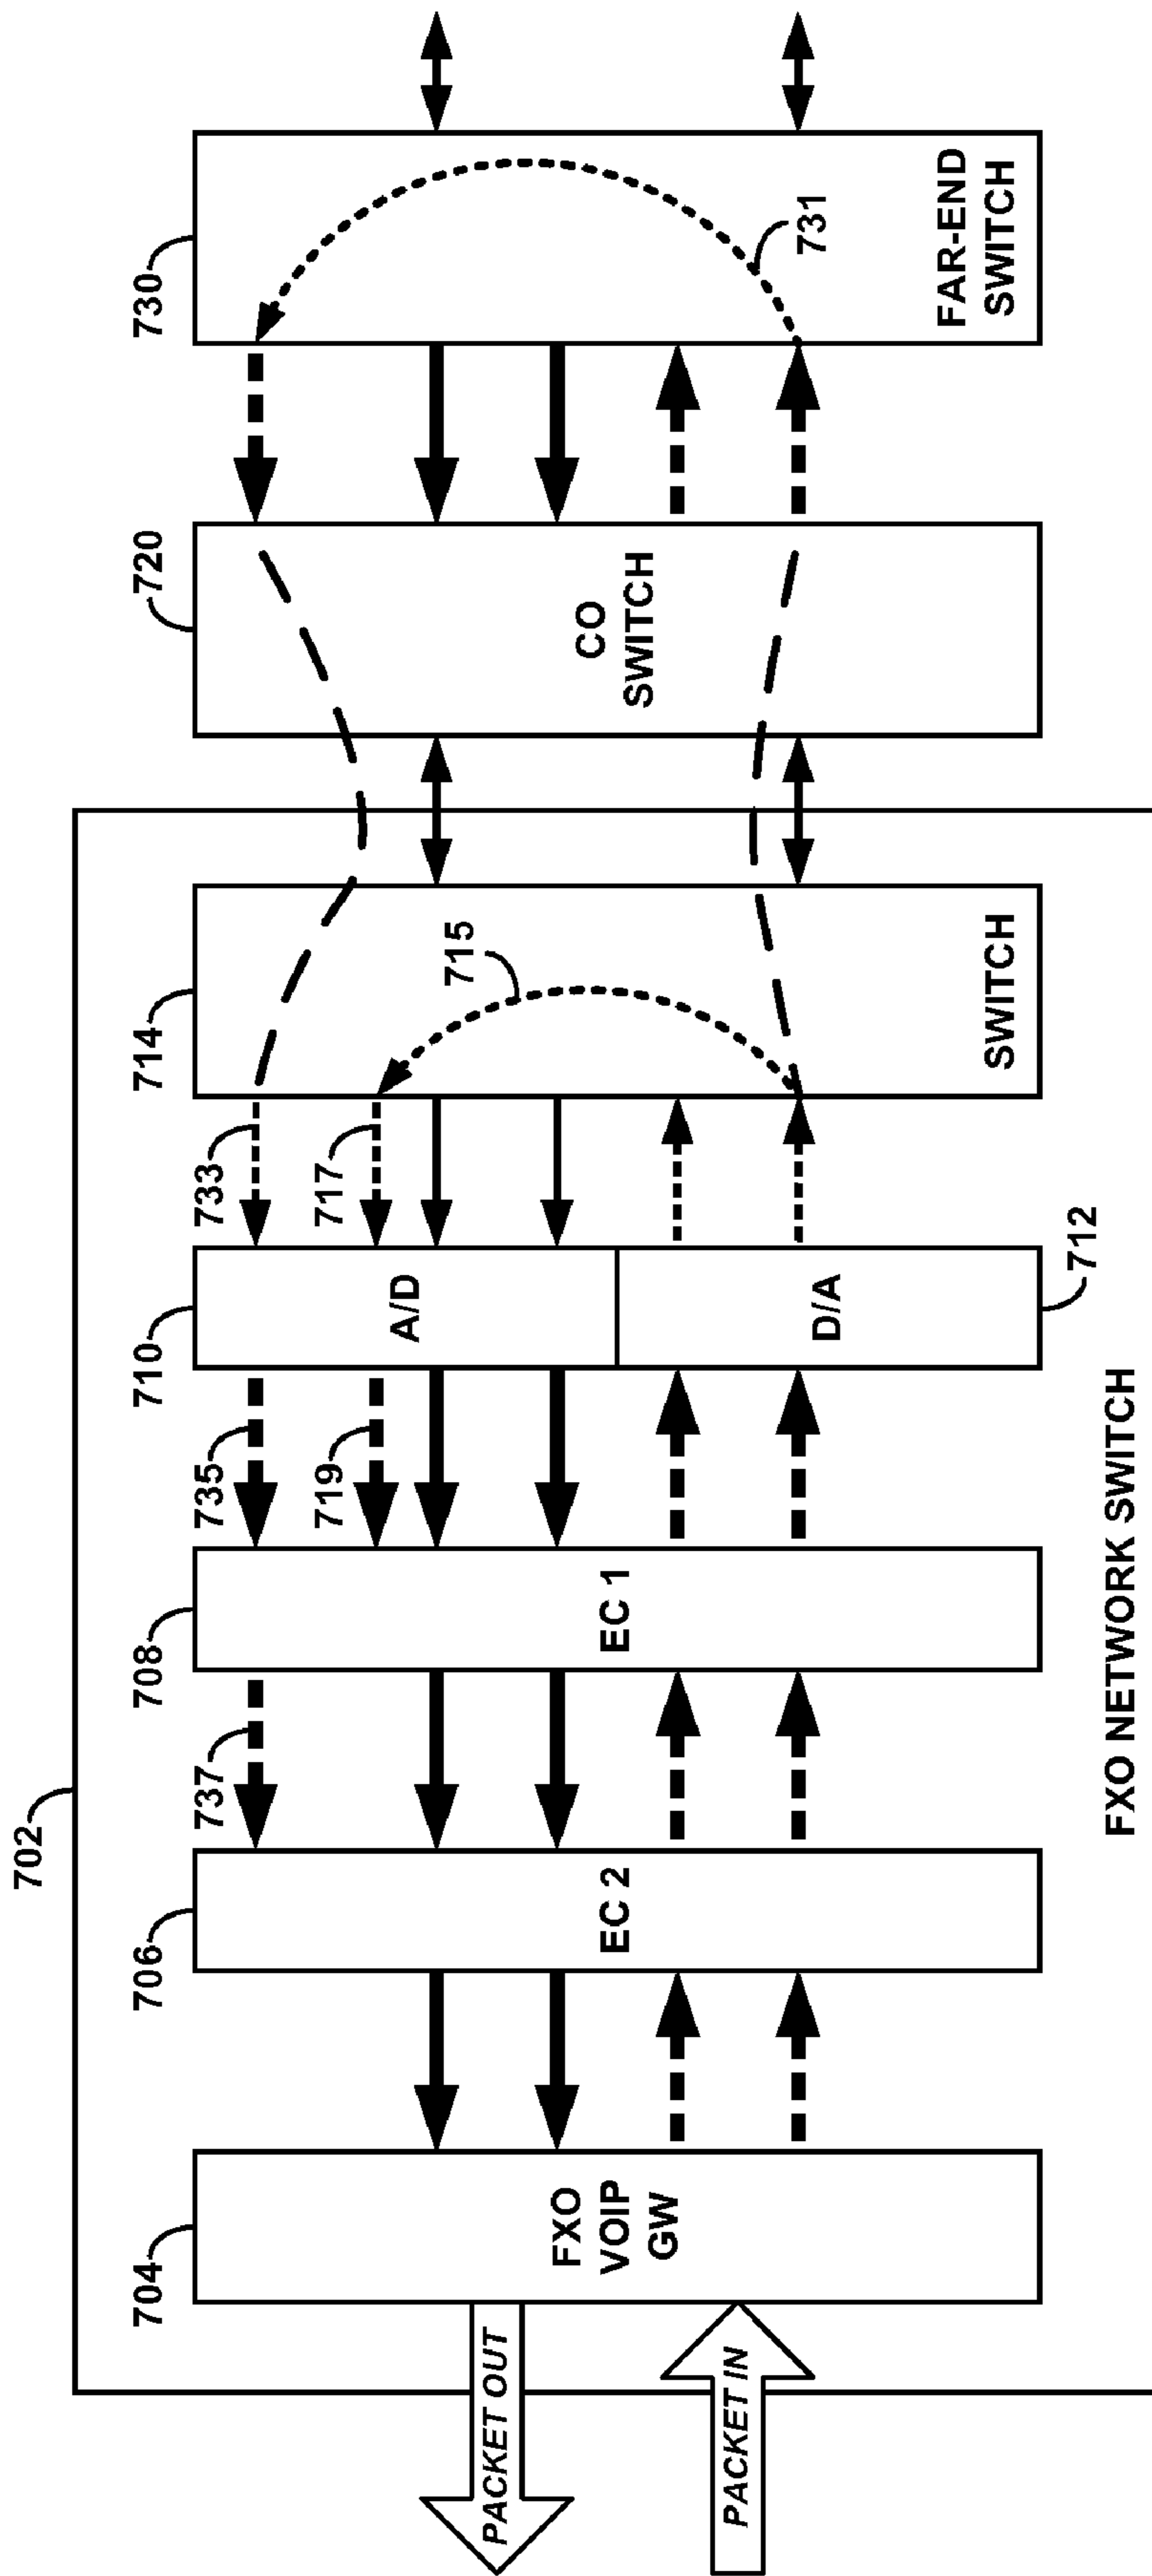 702
704
706
708
710
714
720
730
737
735
733
719
717
715
731
712
PACKET OUT
PACKET IN
FXO
VOIP
GW
EC 2
EC 1
A/D
D/A
SWITCH
CO
SWITCH
FAR-END
SWITCH
FXO NETWORK SWITCH